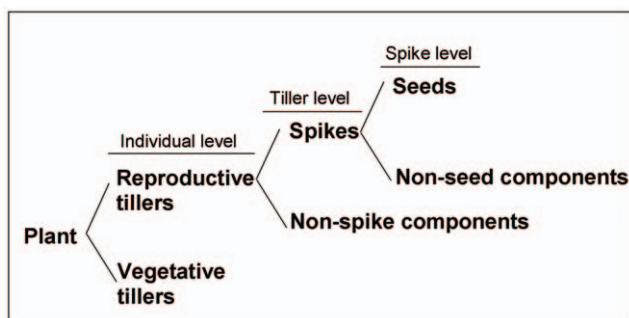 Spike level
Seeds
Tiller level
Spikes
Individual level
Non-seed components
Reproductive
tillers
Non-spike components
Plant
Vegetative
tillers